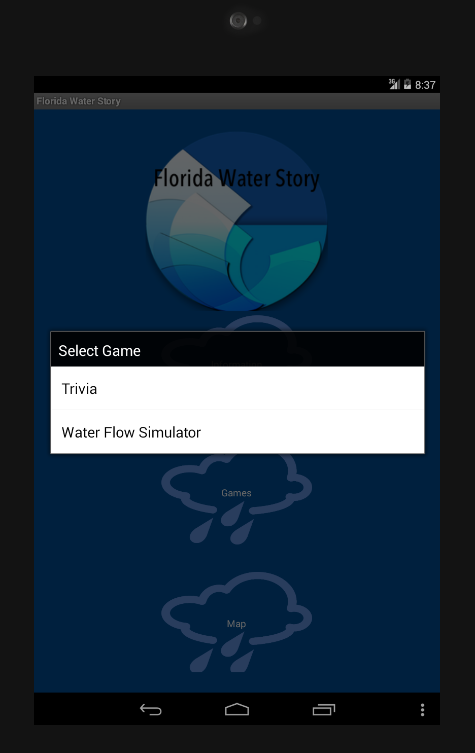 3G 8:37
Florida Water Story
Florida Water Story
Select Game
Trivia
Water Flow Simulator
Games
Map